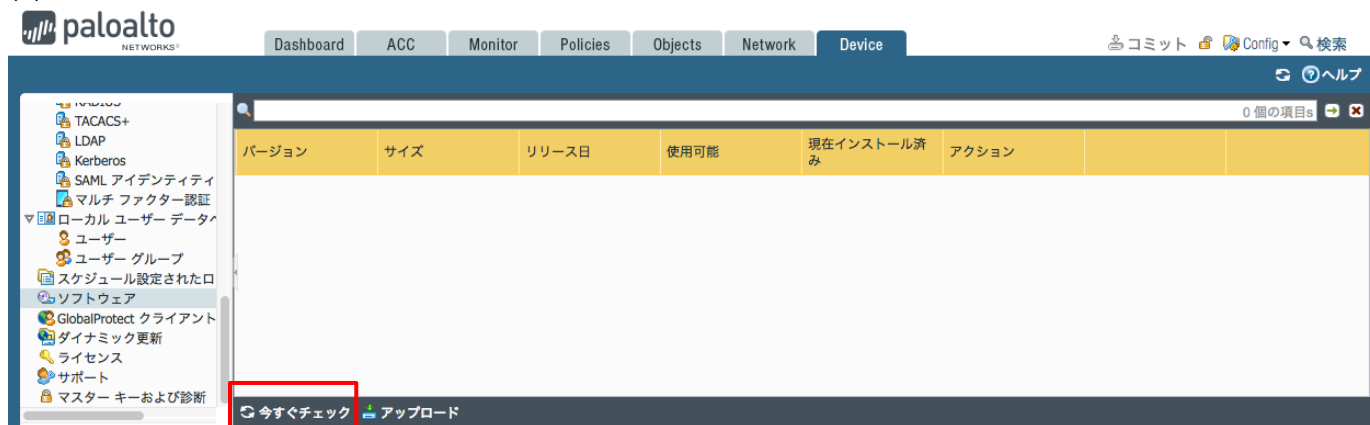 paloalto
NETWORKS®
Dashboard ACC Monitor Policies Objects Network Device
コミット Config 検索
ヘルプ
RADIUS
TACACS+
LDAP
Kerberos
SAML アイデンティティ
マルチ ファクター認証
ローカル ユーザー データベ
ユーザー
ユーザー グループ
スケジュール設定されたロ
ソフトウェア
GlobalProtect クライアント
ダイナミック更新
ライセンス
サポート
マスター キーおよび診断
0 個の項目s
バージョン サイズ リリース日 使用可能 現在インストール済
み アクション
今すぐチェック アップロード